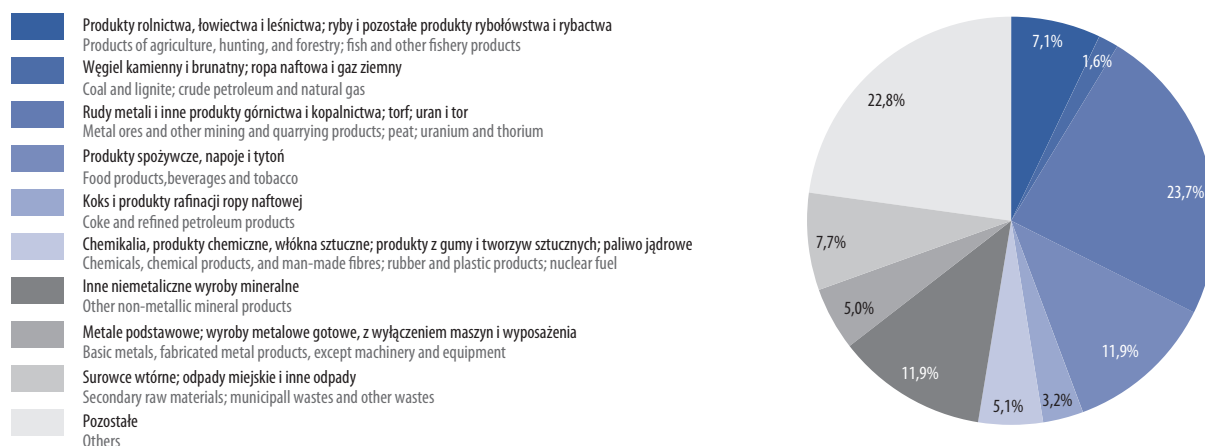 Produkty rolnictwa, łowiectwa i leśnictwa; ryby i pozostałe produkty rybołówstwa i rybactwa
Products of agriculture, hunting, and forestry; fish and other fishery products
Węgiel kamienny i brunatny; ropa naftowa i gaz ziemny
Coal and lignite; crude petroleum and natural gas
Rudy metali i inne produkty górnictwa i kopalnictwa; torf; uran i tor
Metal ores and other mining and quarrying products; peat; uranium and thorium
Produkty spożywcze, napoje i tytoń
Food products,beverages and tobacco
Koks i produkty rafinacji ropy naftowej
Coke and refined petroleum products
Chemikalia, produkty chemiczne, włókna sztuczne; produkty z gumy i tworzyw sztucznych; paliwo jądrowe
Chemicals, chemical products, and man-made fibres; rubber and plastic products; nuclear fuel
Inne niemetaliczne wyroby mineralne
Other non-metallic mineral products
Metale podstawowe; wyroby metalowe gotowe, z wyłączeniem maszyn i wyposażenia
Basic metals, fabricated metal products, except machinery and equipment
Surowce wtórne; odpady miejskie i inne odpady
Secondary raw materials; municipall wastes and other wastes
Pozostałe
Others
7,1%
1,6%
23,7%
11,9%
3,2%
5,1%
11,9%
5,0%
7,7%
22,8%